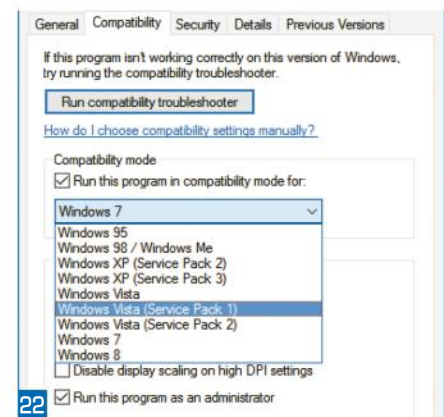 General Compatibility Security Details Previous Versions
If this program isn't working correctly on this version of Windows,
try running the compatibility troubleshooter.
Run compatibility troubleshooter
How do I choose compatibility settings manually?
Compatibility mode
Run this program in compatibility mode for:
Windows 7
Windows 95
Windows 98 / Windows Me
Windows XP (Service Pack 2)
Windows XP (Service Pack 3)
Windows Vista
Windows Vista (Service Pack 1)
Windows Vista (Service Pack 2)
Windows 7
Windows 8
Disable display scaling on high DPI settings
22 Run this program as an administrator